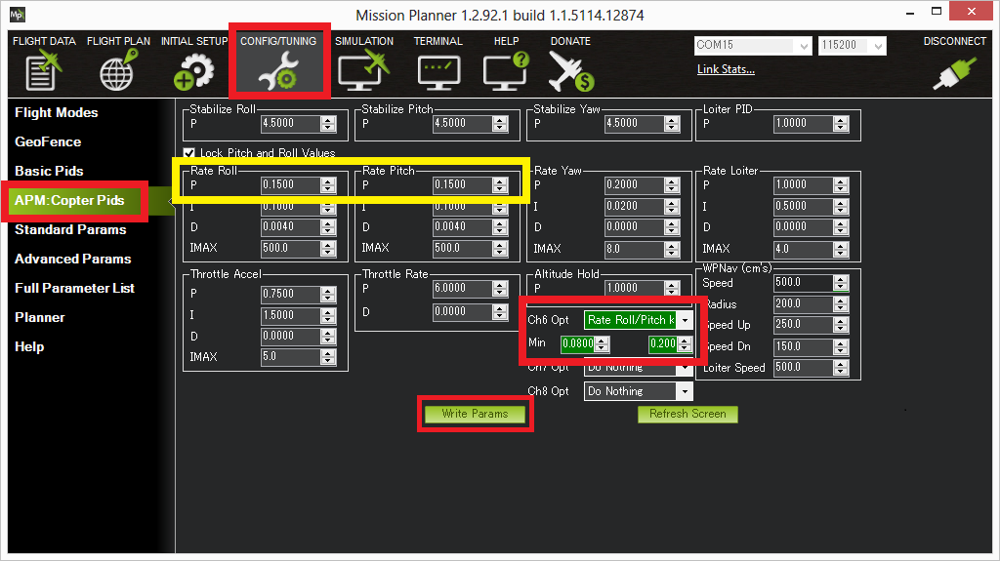 Mp
Mission Planner 1.2.92.1 build 1.1.5114.12874
FLIGHT DATA FLIGHT PLAN INITIAL SETUP CONFIG/TUNING SIMULATION TERMINAL HELP DONATE
COM15 115200 DISCONNECT
Link Stats...
Flight Modes
GeoFence
Basic Pids
APM:Copter Pids
Standard Params
Advanced Params
Full Parameter List
Planner
Help
Stabilize Roll
P 4.5000
Stabilize Pitch
P 4.5000
Stabilize Yaw
P 4.5000
Loiter PID
P 1.0000
Lock Pitch and Roll Values
Rate Roll
P 0.1500
I 0.1000
D 0.0040
IMAX 500.0
Rate Pitch
P 0.1500
I 0.1000
D 0.0040
IMAX 500.0
Rate Yaw
P 0.2000
I 0.0200
D 0.0000
IMAX 8.0
Rate Loiter
P 1.0000
I 0.5000
D 0.0000
IMAX 4.0
Throttle Accel
P 0.7500
I 1.5000
D 0.0000
IMAX 5.0
Throttle Rate
P 6.0000
D 0.0000
Altitude Hold
P 1.0000
WPNav (cm's)
Speed 500.0
Radius 200.0
Speed Up 250.0
Speed Dn 150.0
Loiter Speed 500.0
Ch6 Opt Rate Roll/Pitch k
Min 0.0800 0.200
Ch7 Opt Do Nothing
Ch8 Opt Do Nothing
Write Params
Refresh Screen